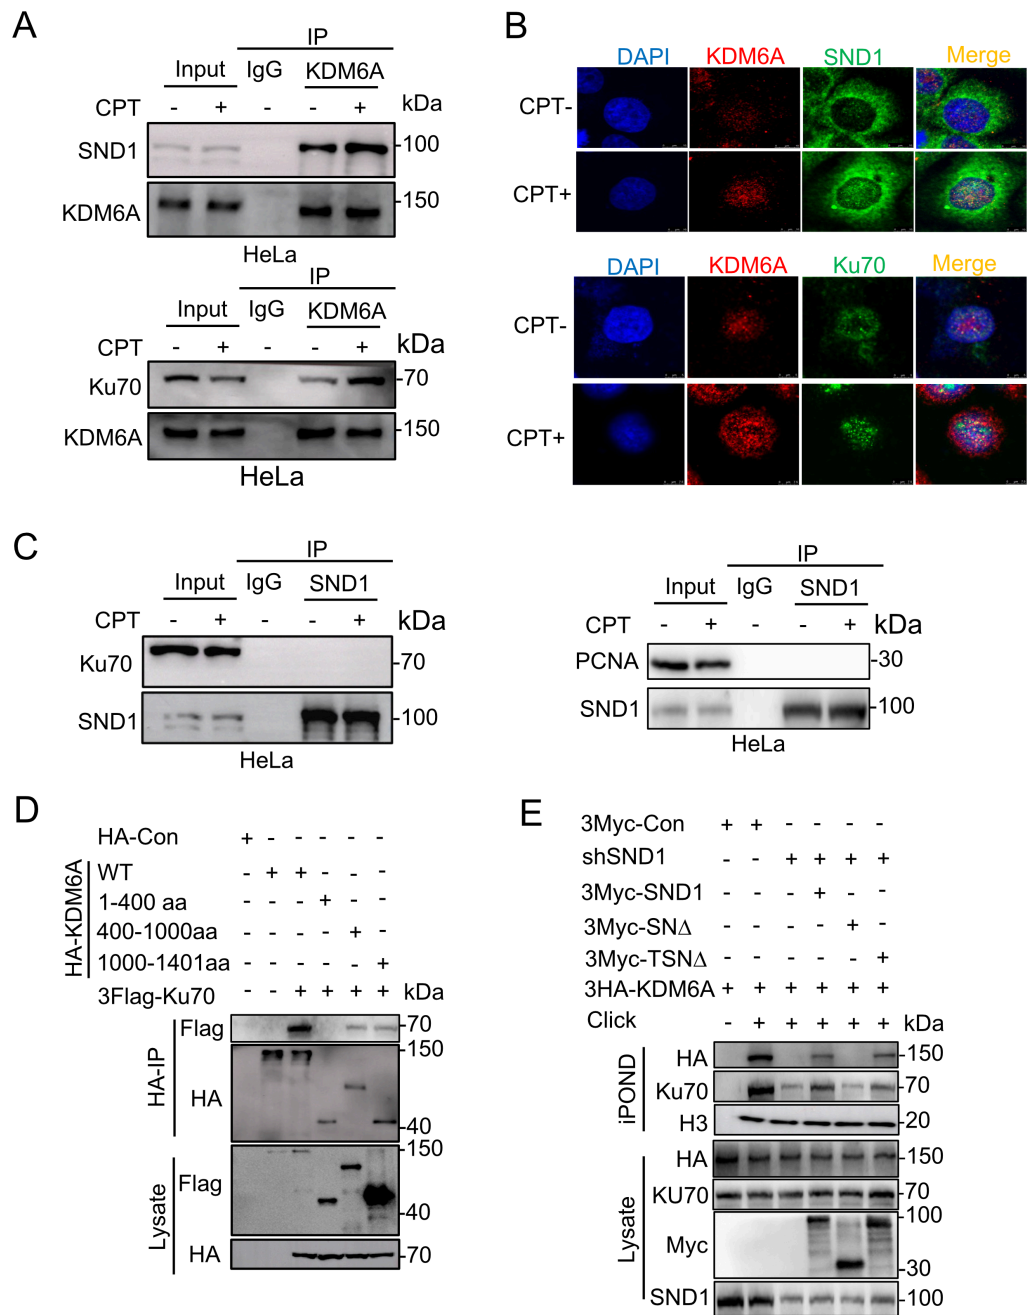 A
IP
Input IgG KDM6A
CPT - + - - + kDa
SND1 -100
KDM6A -150
HeLa
IP
Input IgG KDM6A
CPT - + - - + kDa
Ku70 -70
KDM6A -150
HeLa
B
DAPI KDM6A SND1 Merge
CPT-
CPT+
DAPI KDM6A Ku70 Merge
CPT-
CPT+
C
IP
Input IgG SND1
CPT - + - - + kDa
Ku70 -70
SND1 -100
HeLa
IP
Input IgG SND1
CPT - + - - + kDa
PCNA -30
SND1 -100
HeLa
D
HA-Con + - - - - -
HA-KDM6A
WT - + + - - -
1-400 aa - - - + - -
400-1000aa - - - - + -
1000-1401aa - - - - - +
3Flag-Ku70 - - + + + + kDa
HA-IP
Flag -70
HA -150
-40
Lysate
Flag -150
-40
HA -70
E
3Myc-Con + + - - - -
shSND1 - - + + + +
3Myc-SND1 - - - + - -
3Myc-SNΔ - - - - + -
3Myc-TSNΔ - - - - - +
3HA-KDM6A + + + + + +
Click - + + + + + kDa
iPOND
HA -150
Ku70 -70
H3 -20
Lysate
HA -150
KU70 -70
Myc -100
-30
SND1 -100